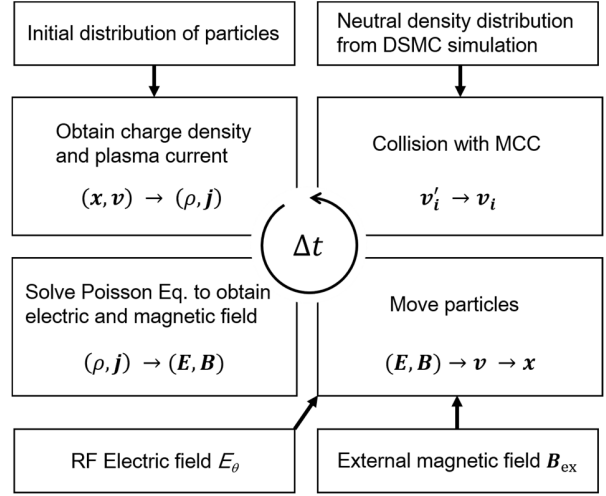 Initial distribution of particles
Neutral density distribution
from DSMC simulation
Obtain charge density
and plasma current
(x, v) → (ρ, j)
Collision with MCC
v′ᵢ → vᵢ
Δt
Solve Poisson Eq. to obtain
electric and magnetic field
(ρ, j) → (E, B)
Move particles
(E, B) → v → x
RF Electric field E_θ
External magnetic field B_ex